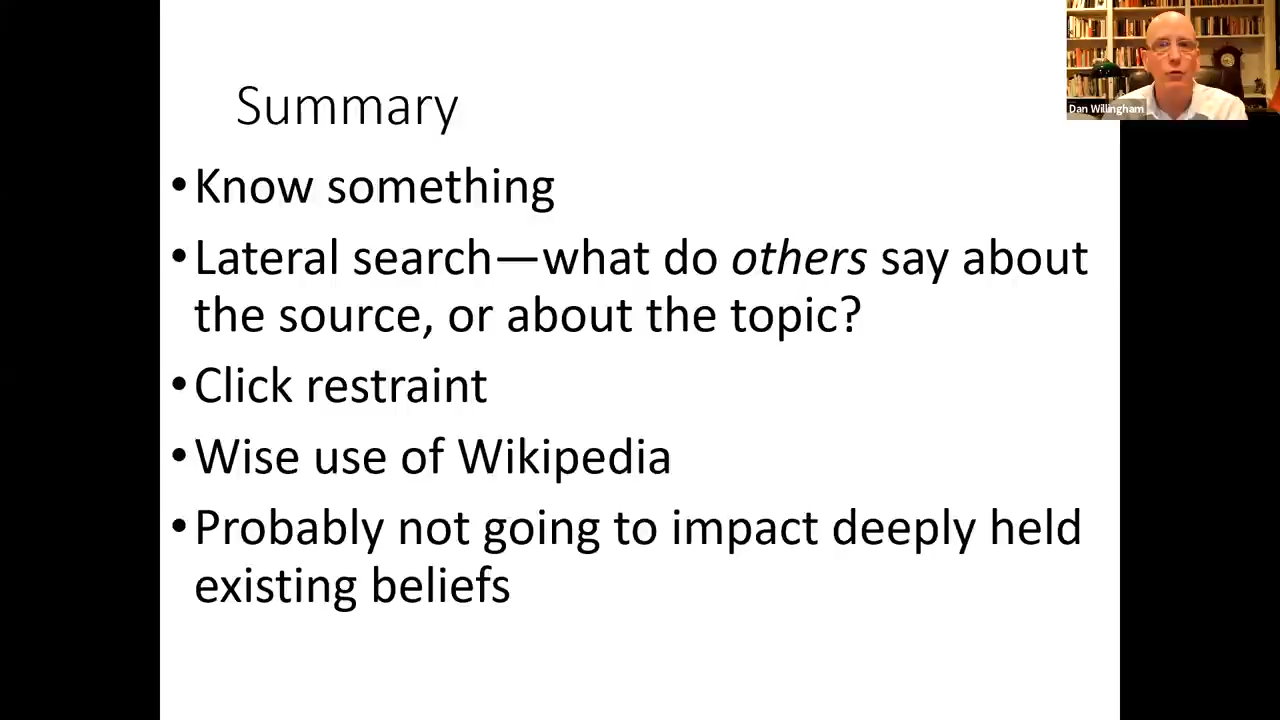 Summary
Dan Willingham
•Know something
•Lateral search—what do others say about
the source, or about the topic?
•Click restraint
•Wise use of Wikipedia
•Probably not going to impact deeply held
existing beliefs